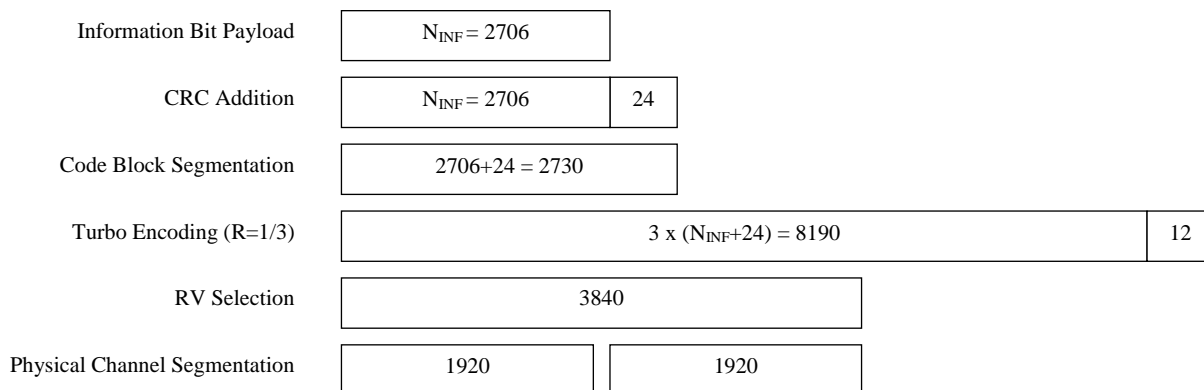 Information Bit Payload N_INF = 2706
CRC Addition N_INF = 2706 24
Code Block Segmentation 2706+24 = 2730
Turbo Encoding (R=1/3) 3 x (N_INF+24) = 8190 12
RV Selection 3840
Physical Channel Segmentation 1920 1920